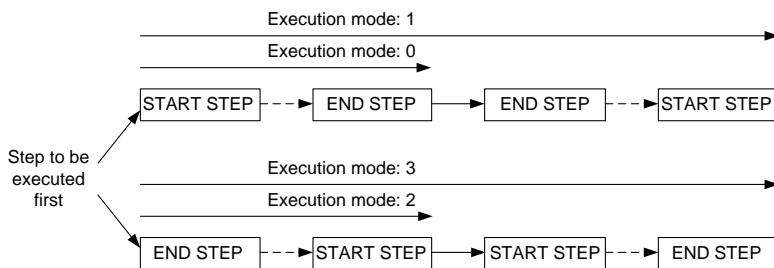 Execution mode: 1
Execution mode: 0
START STEP
END STEP
END STEP
START STEP
Step to be
executed
first
Execution mode: 3
Execution mode: 2
END STEP
START STEP
START STEP
END STEP